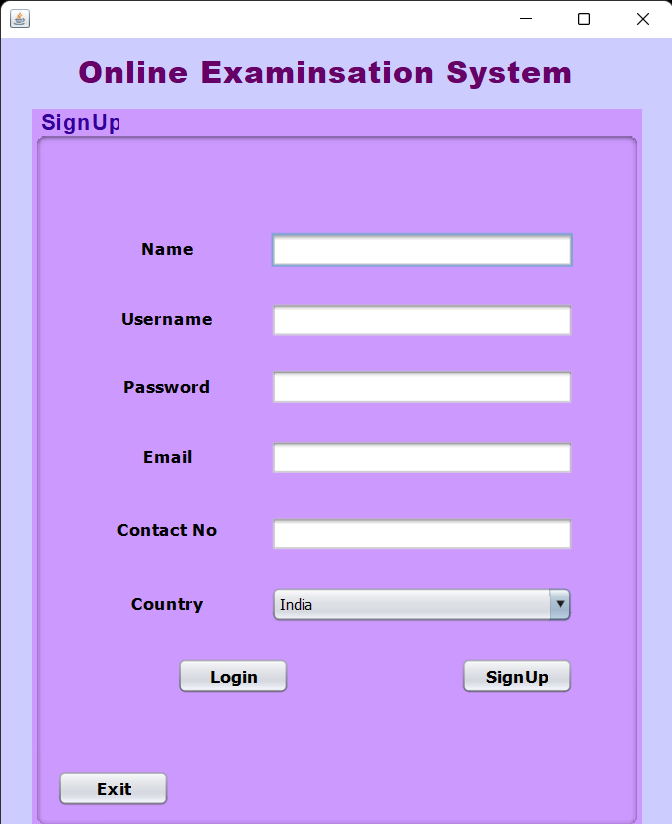 Online Examinsation System
SignUp
Name
Username
Password
Email
Contact No
Country
India
Login
SignUp
Exit